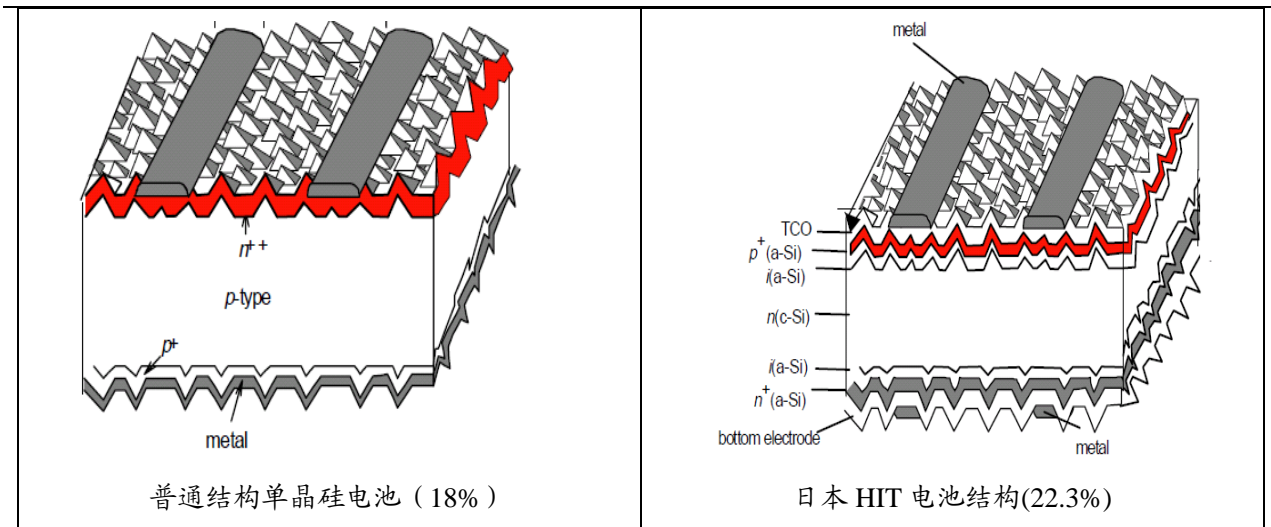 n++
p-type
p+
metal
普通结构单晶硅电池（18%）
metal
TCO
p+(a-Si)
i(a-Si)
n(c-Si)
i(a-Si)
n+(a-Si)
bottom electrode
metal
日本 HIT 电池结构(22.3%)